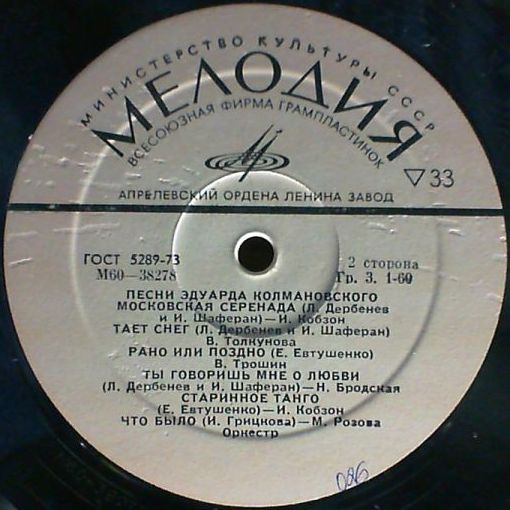 МИНИСТЕРСТВО КУЛЬТУРЫ СССР
МЕЛОДИЯ
ВСЕСОЮЗНАЯ ФИРМА ГРАМПЛАСТИНОК
▽33
АПРЕЛЕВСКИЙ ОРДЕНА ЛЕНИНА ЗАВОД
ГОСТ 5289-73
М60—38278
2 сторона
Гр. 3. 1-60
ПЕСНИ ЭДУАРДА КОЛМАНОВСКОГО
МОСКОВСКАЯ СЕРЕНАДА (Л. Дербенев
и И. Шаферан)—И. Кобзон
ТАЕТ СНЕГ (Л. Дербенев и И. Шаферан)
В. Толкунова
РАНО ИЛИ ПОЗДНО (Е. Евтушенко)
В. Трошин
ТЫ ГОВОРИШЬ МНЕ О ЛЮБВИ
(Л. Дербенев и И. Шаферан)— Н. Бродская
СТАРИННОЕ ТАНГО
(Е. Евтушенко)—И. Кобзон
ЧТО БЫЛО (И. Грицкова)— М. Розова
Оркестр